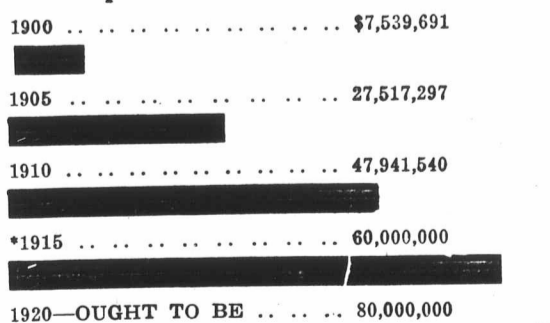 1900 .. .. .. .. .. .. .. .. $7,539,691
1905 .. .. .. .. .. .. .. .. 27,517,297
1910 .. .. .. .. .. .. .. .. 47,941,540
*1915 .. .. .. .. .. .. .. .. 60,000,000
1920—OUGHT TO BE .. .. .. 80,000,000